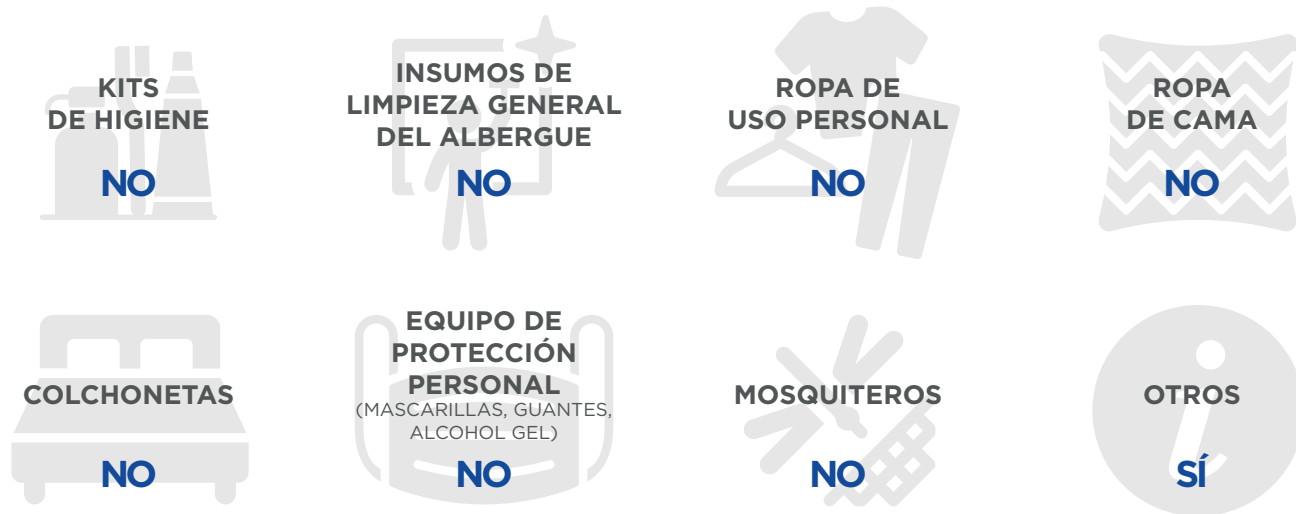 KITS
DE HIGIENE
NO
INSUMOS DE
LIMPIEZA GENERAL
DEL ALBERGUE
NO
ROPA DE
USO PERSONAL
NO
ROPA
DE CAMA
NO
COLCHONETAS
NO
EQUIPO DE
PROTECCIÓN
PERSONAL
(MASCARILLAS, GUANTES,
ALCOHOL GEL)
NO
MOSQUITEROS
NO
OTROS
SÍ